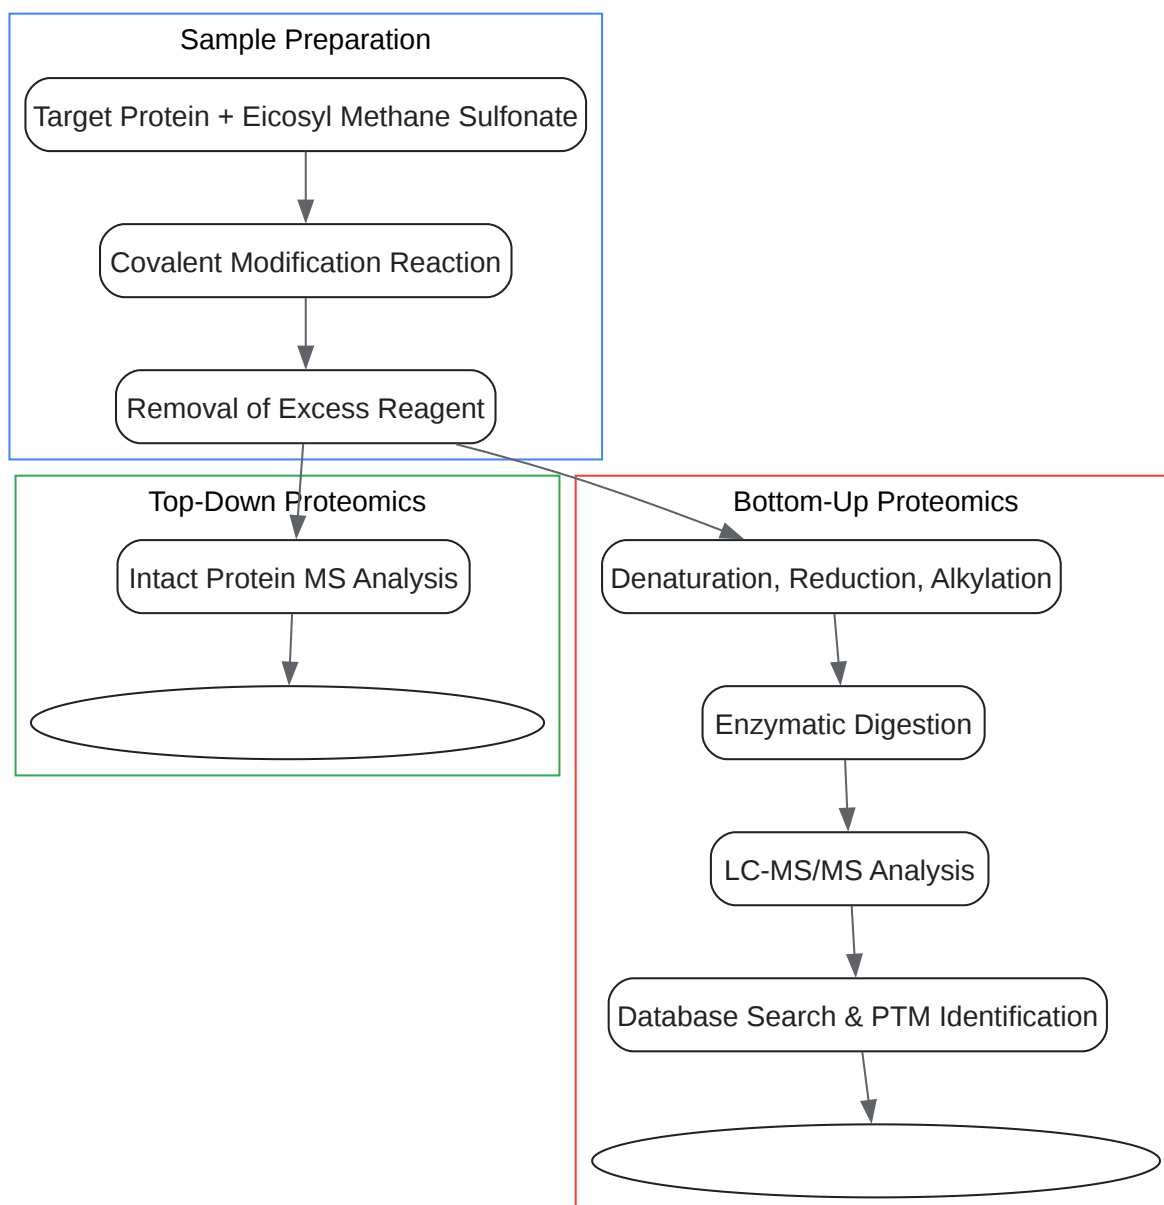 Sample Preparation
Target Protein + Eicosyl Methane Sulfonate
Covalent Modification Reaction
Removal of Excess Reagent
Top-Down Proteomics
Intact Protein MS Analysis
Bottom-Up Proteomics
Denaturation, Reduction, Alkylation
Enzymatic Digestion
LC-MS/MS Analysis
Database Search & PTM Identification